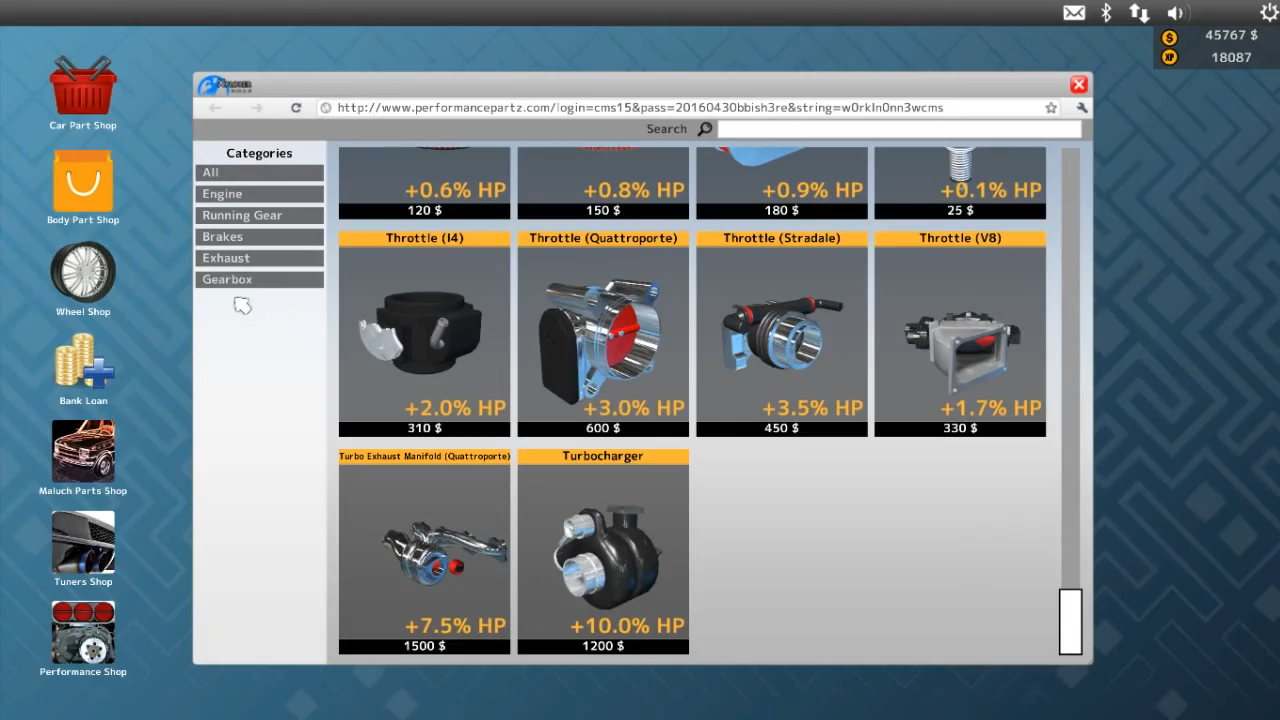 45767 $
18087
http://www.performancepartz.com/login=cms15&pass=20160430bbish3re&string=w0rkIn0nn3wcms
Search
Categories
All
Engine
Running Gear
Brakes
Exhaust
Gearbox
+0.6% HP
120 $
+0.8% HP
150 $
+0.9% HP
180 $
+0.1% HP
25 $
Throttle (I4)
+2.0% HP
310 $
Throttle (Quattroporte)
+3.0% HP
600 $
Throttle (Stradale)
+3.5% HP
450 $
Throttle (V8)
+1.7% HP
330 $
Turbo Exhaust Manifold (Quattroporte)
+7.5% HP
1500 $
Turbocharger
+10.0% HP
1200 $
Car Part Shop
Body Part Shop
Wheel Shop
Bank Loan
Maluch Parts Shop
Tuners Shop
Performance Shop